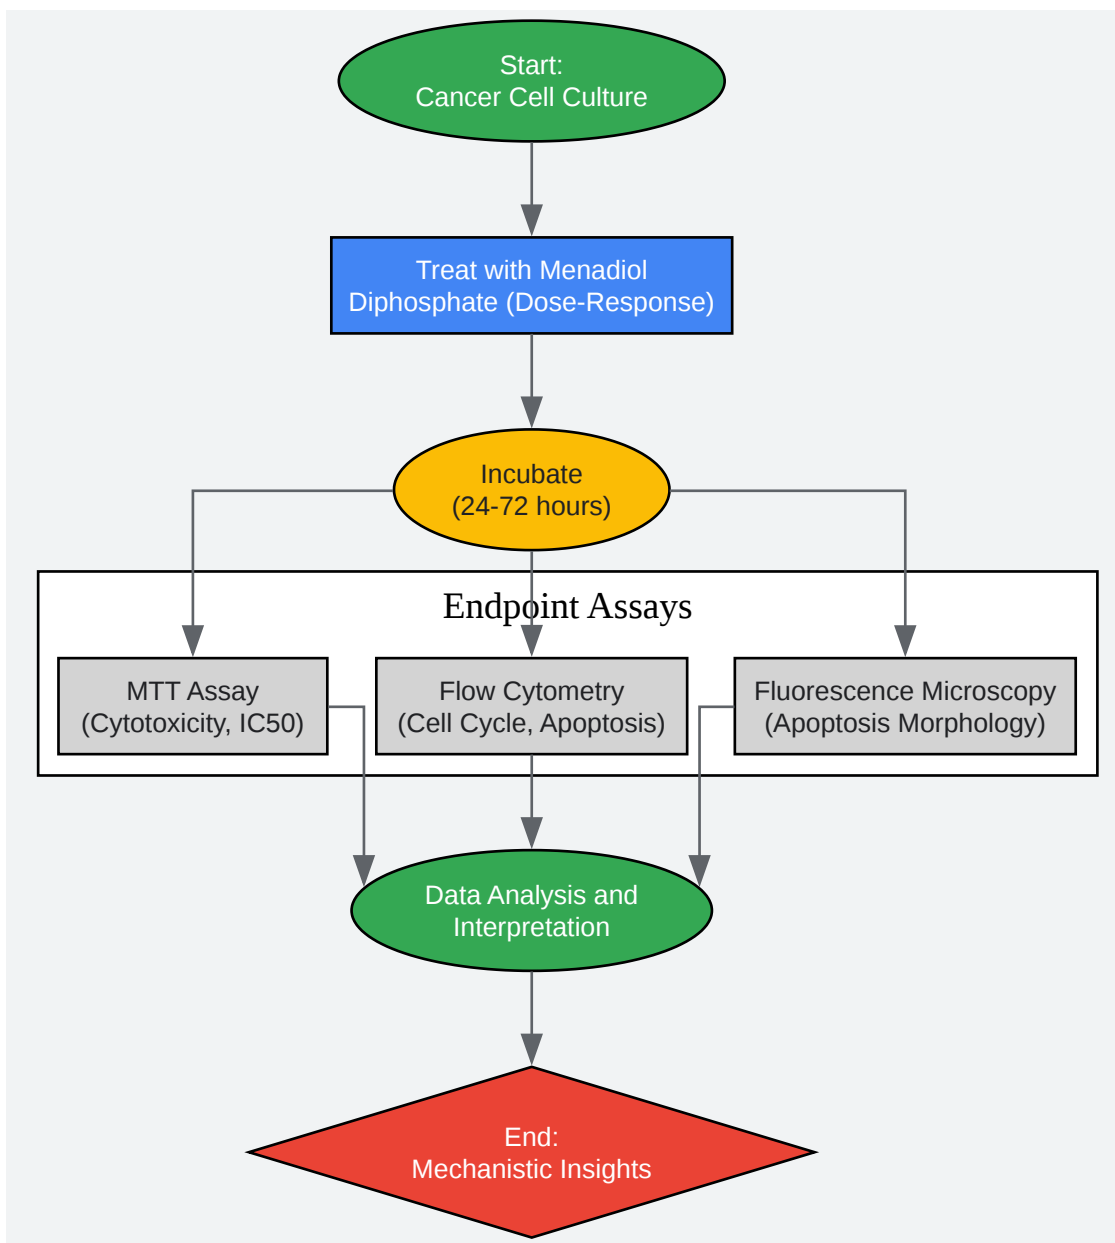 Start:
Cancer Cell Culture
Treat with Menadiol
Diphosphate (Dose-Response)
Incubate
(24-72 hours)
Endpoint Assays
MTT Assay
(Cytotoxicity, IC50)
Flow Cytometry
(Cell Cycle, Apoptosis)
Fluorescence Microscopy
(Apoptosis Morphology)
Data Analysis and
Interpretation
End:
Mechanistic Insights